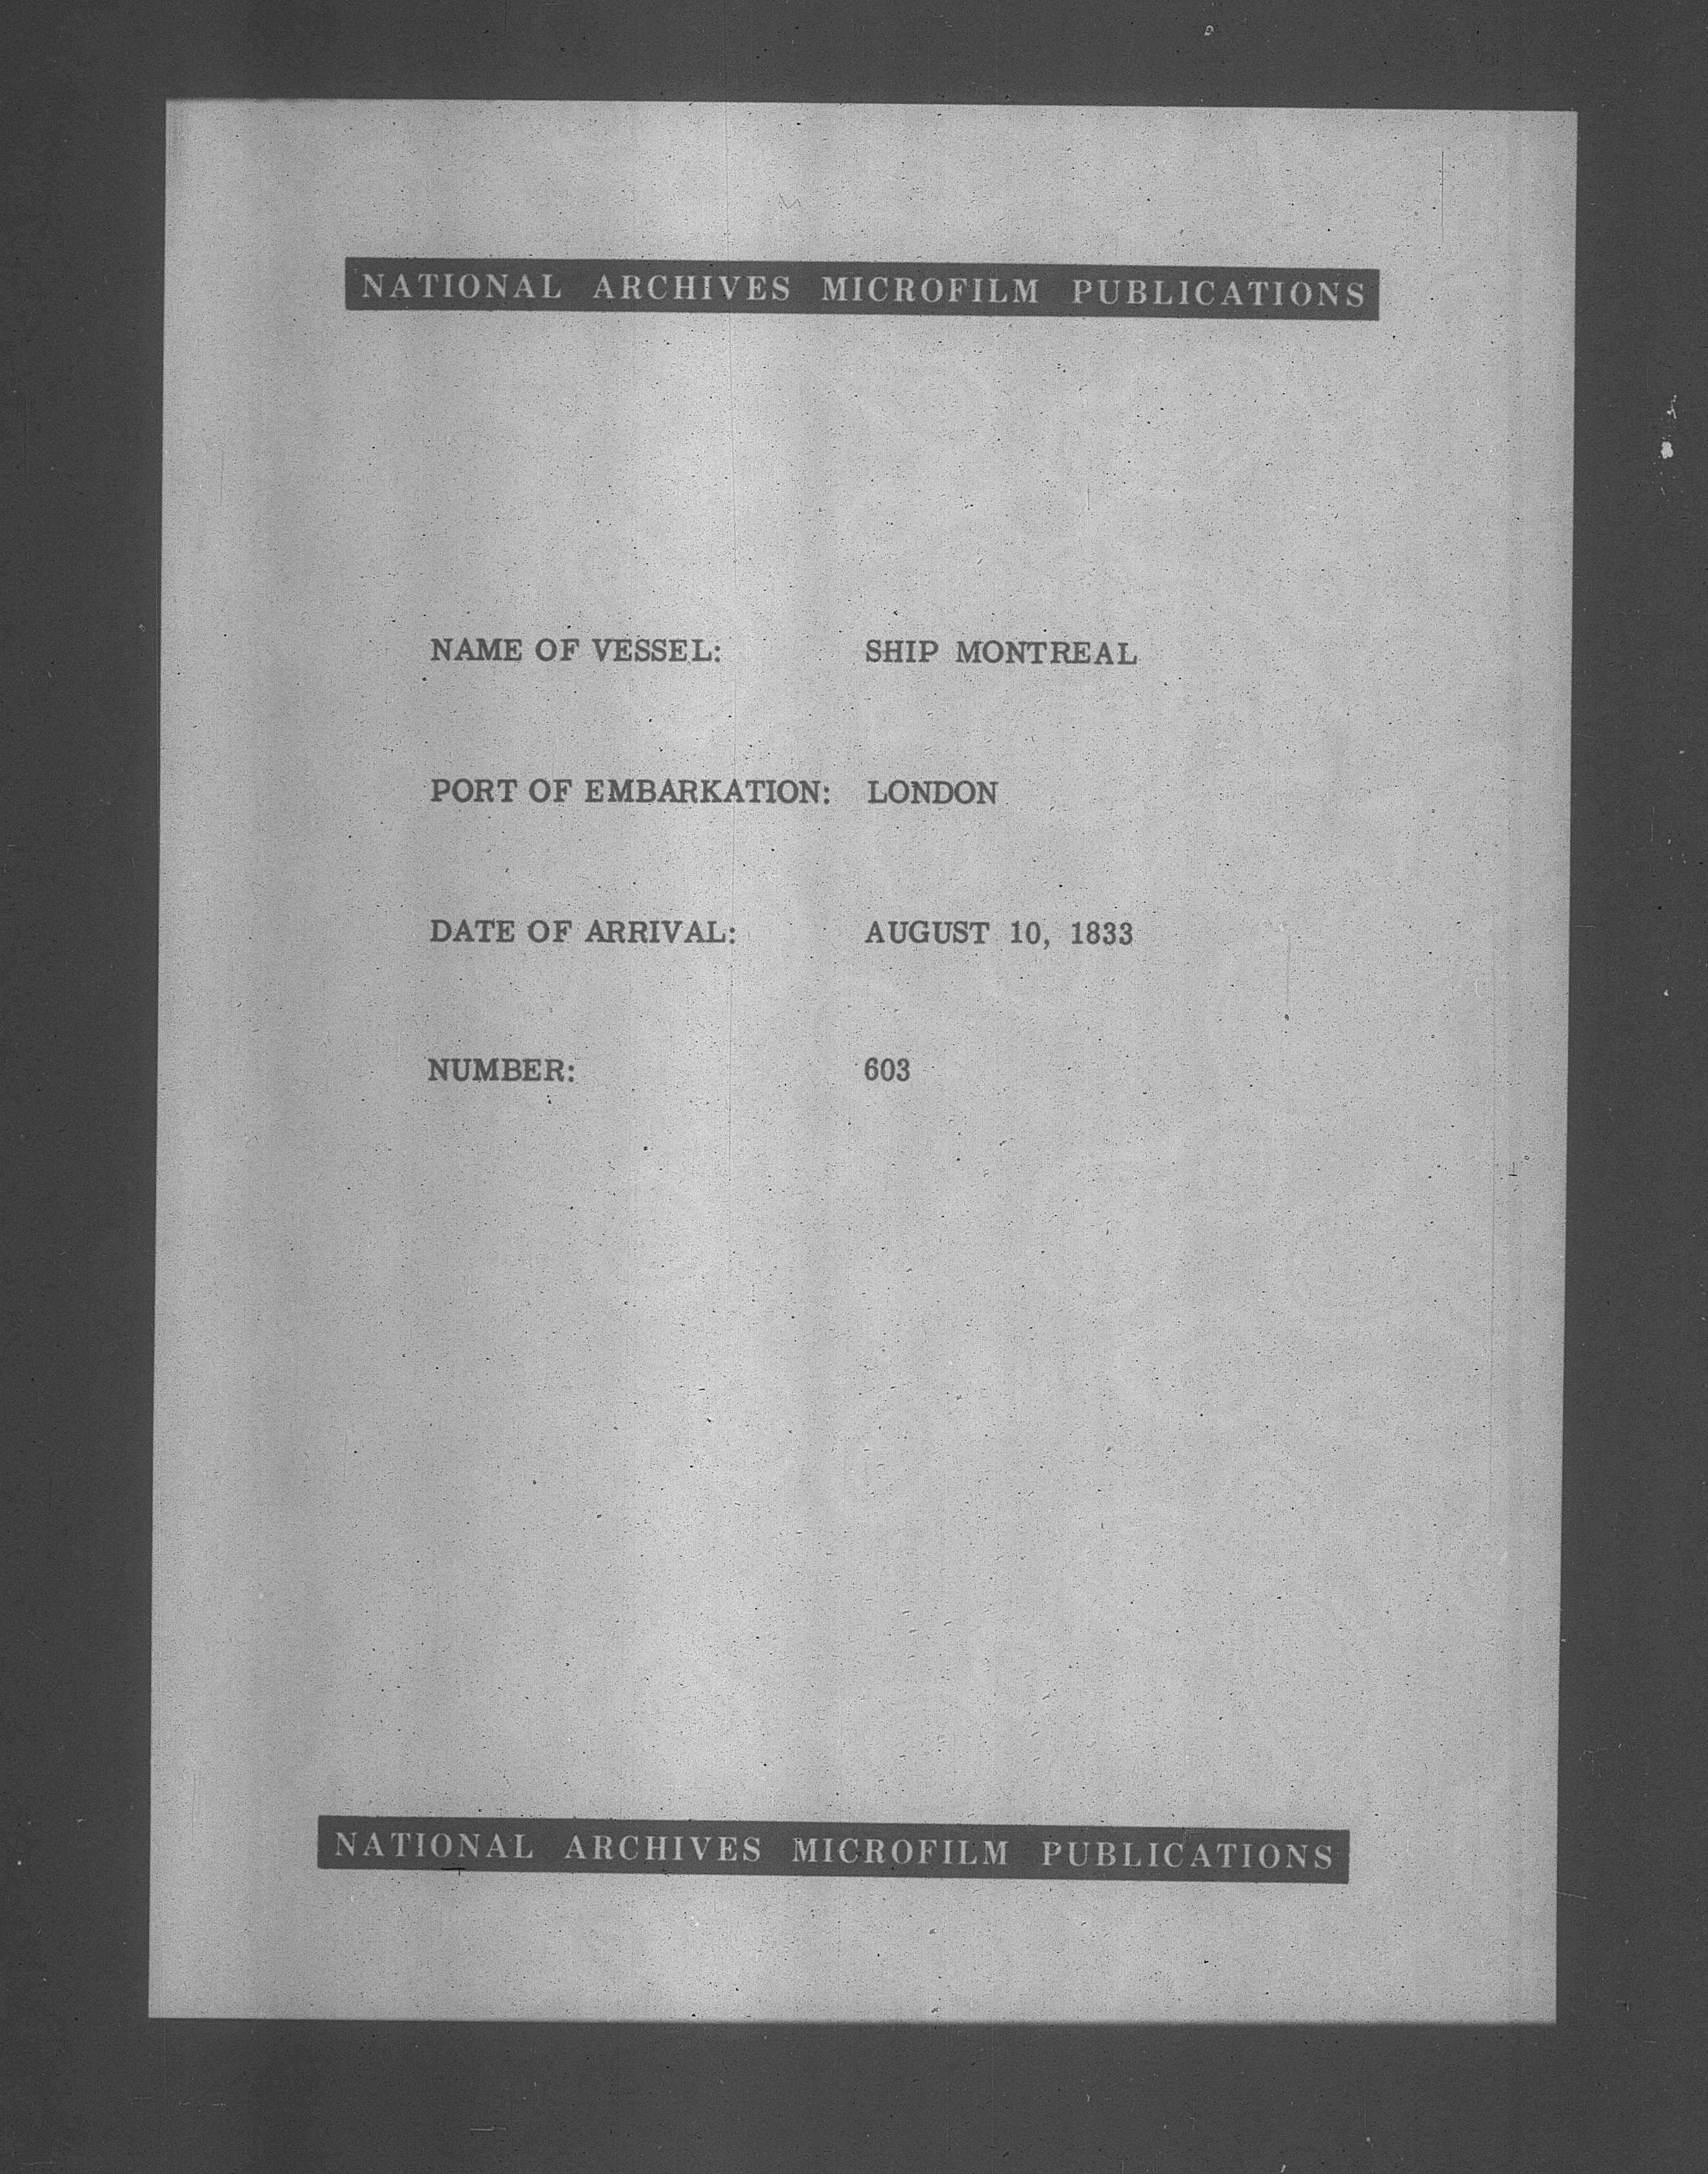 NATIONAL ARCHIVES MICROFILM PUBLICATIONS
NAME OF VESSEL: SHIP MONTREAL
PORT OF EMBARKATION: LONDON
DATE OF ARRIVAL: AUGUST 10, 1833
NUMBER: 603
NATIONAL ARCHIVES MICROFILM PUBLICATIONS